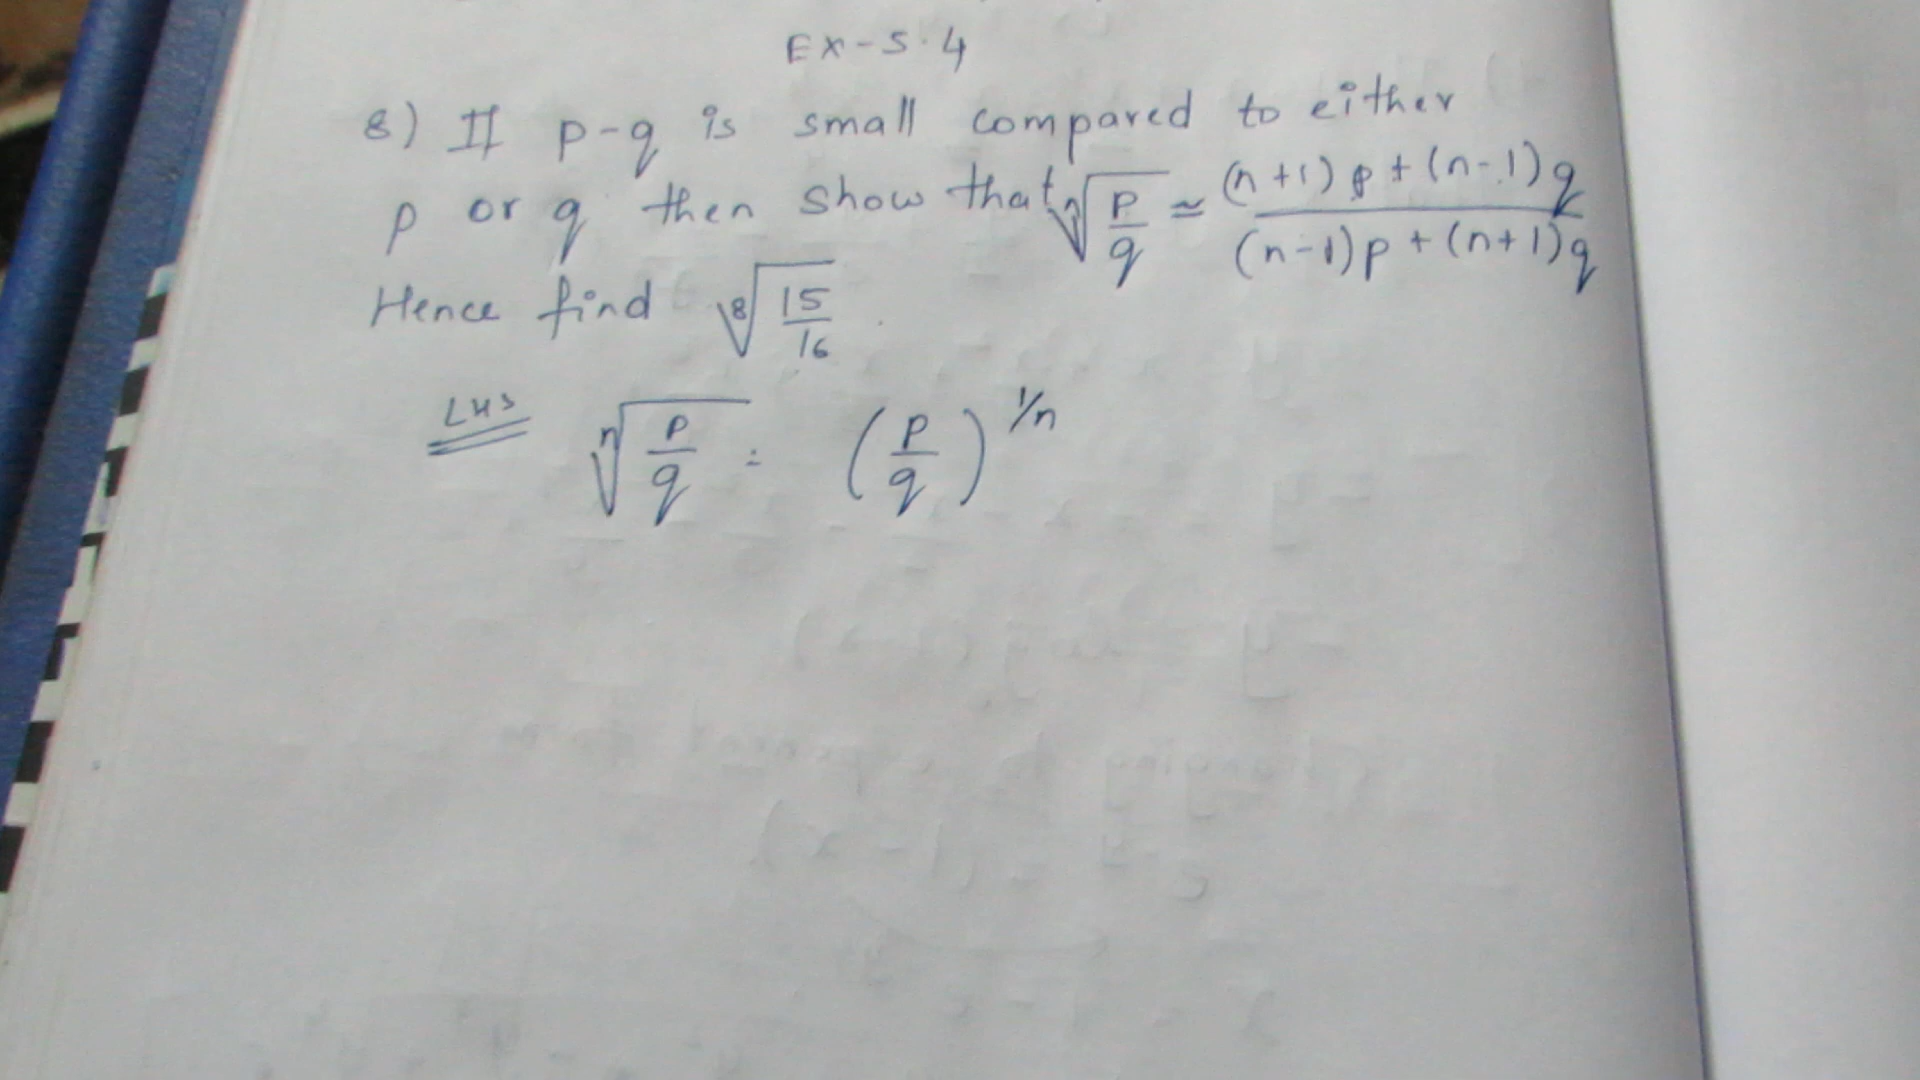 Ex-5.4
8) If p-q is small compared to either
p or q then show that ⁿ√(p/q) ≃ ((n+1)p+(n-1)q)/((n-1)p+(n+1)q)
Hence find ⁸√(15/16).
LHS ⁿ√(p/q) = (p/q)^1/n